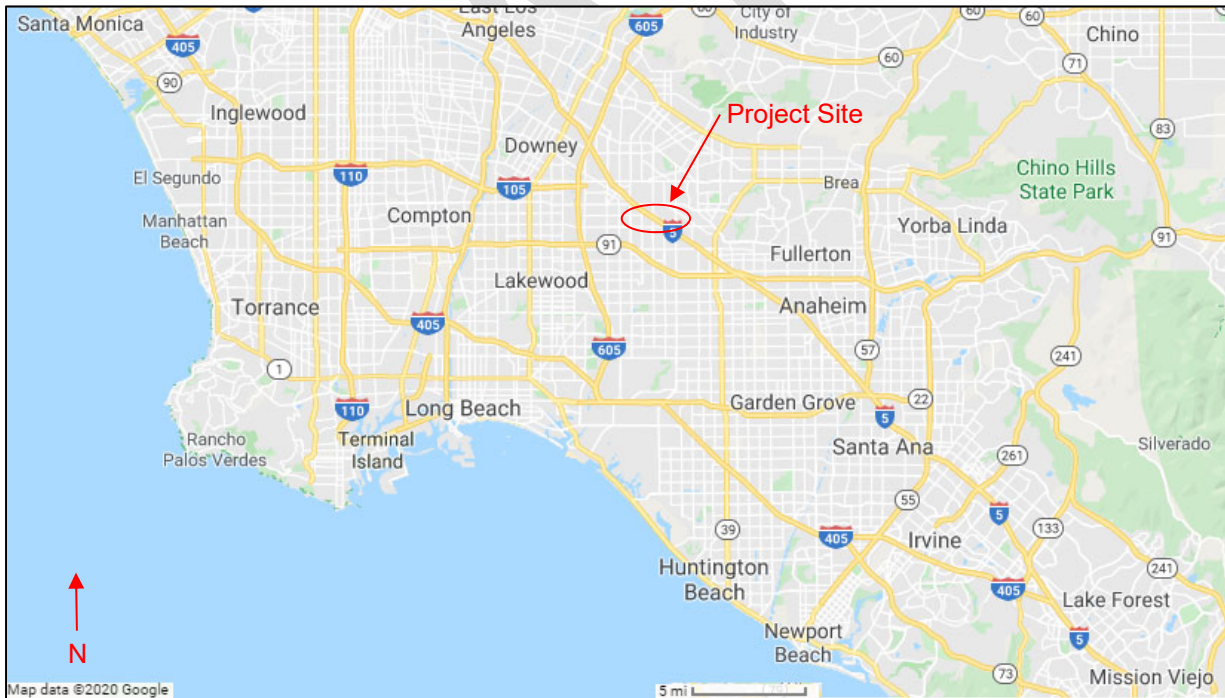 East Los
Angeles
City of
Industry
60
60
60
Santa Monica
405
605
Chino
71
60
90
Inglewood
Project Site
83
Downey
El Segundo
110
105
Brea
Chino Hills
State Park
Manhattan
Beach
Compton
5
Yorba Linda
91
91
Fullerton
Lakewood
Torrance
Anaheim
405
605
57
241
1
110
Long Beach
Garden Grove
22
5
Rancho
Palos Verdes
Terminal
Island
Santa Ana
Silverado
261
55
5
39
405
Irvine
133
Huntington
Beach
241
405
Lake Forest
N
Newport
Beach
5
73
Mission Viejo
Map data ©2020 Google
5 mi